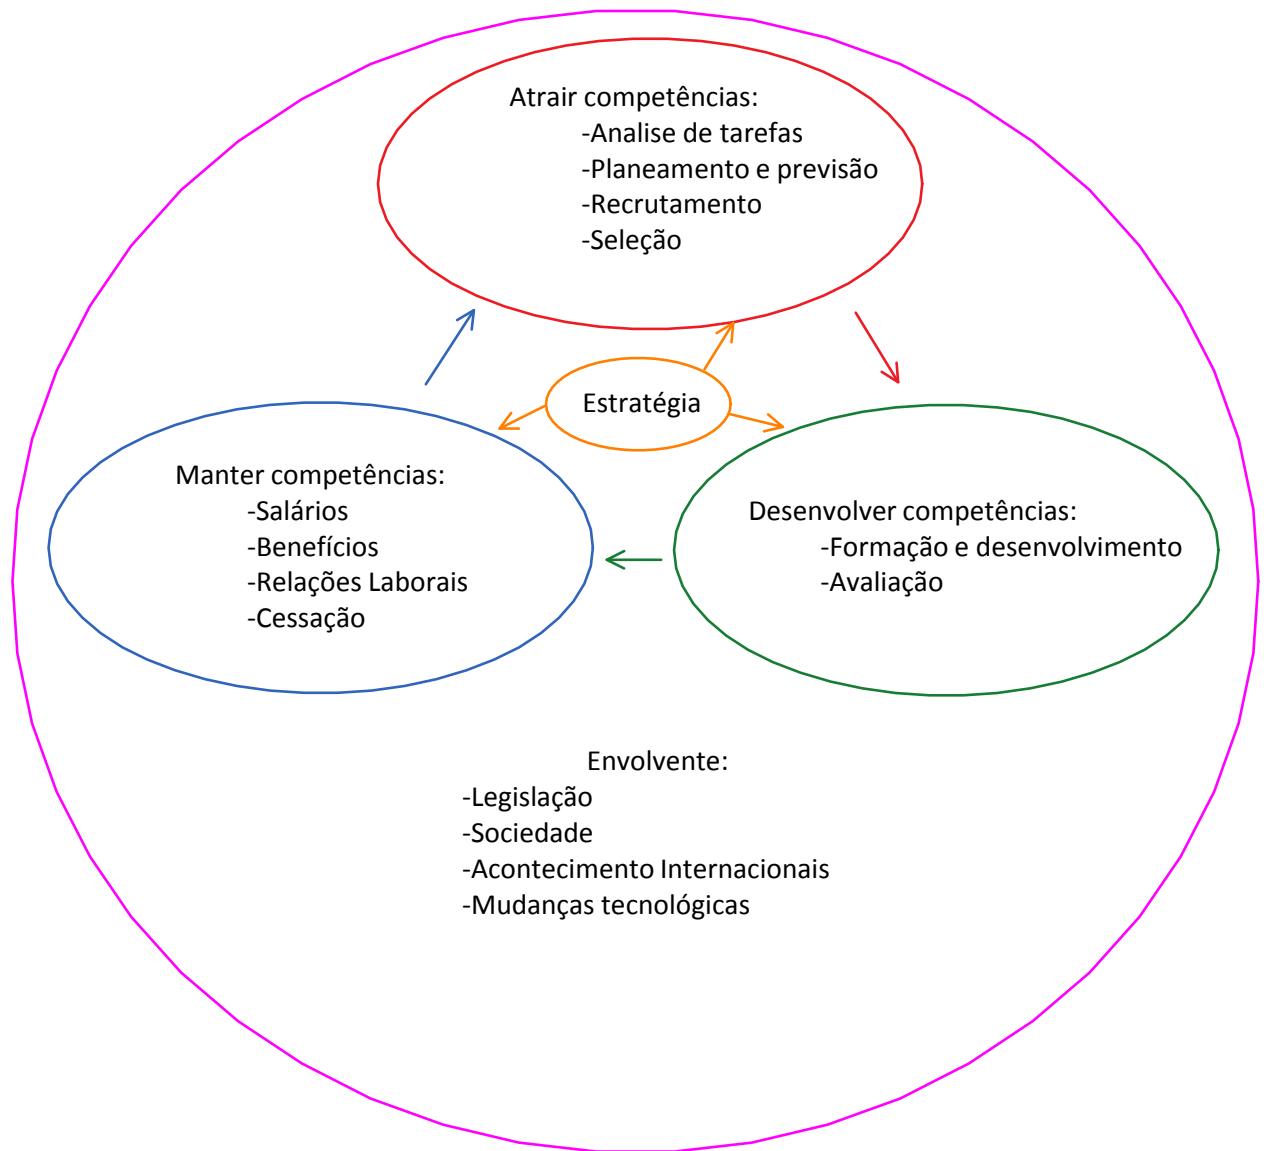 Atrair competências:
-Analise de tarefas
-Planeamento e previsão
-Recrutamento
-Seleção
Estratégia
Manter competências:
-Salários
-Benefícios
-Relações Laborais
-Cessação
Desenvolver competências:
-Formação e desenvolvimento
-Avaliação
Envolvente:
-Legislação
-Sociedade
-Acontecimento Internacionais
-Mudanças tecnológicas